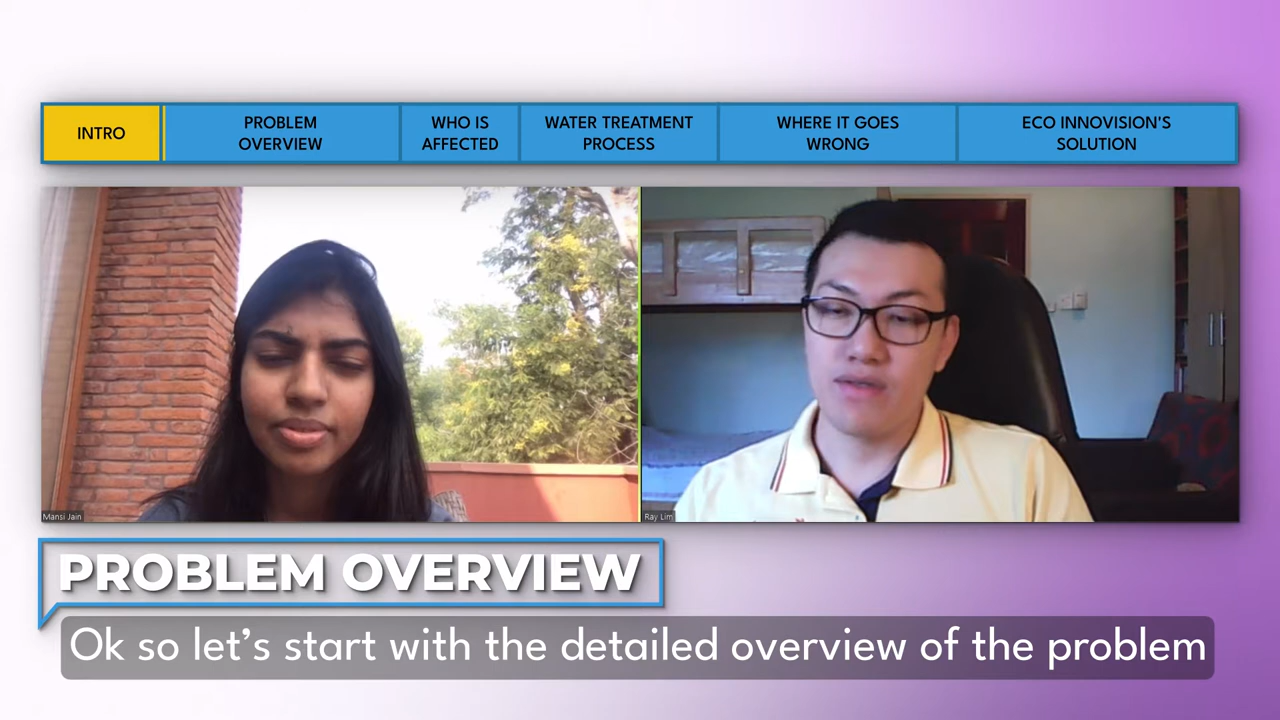 INTRO
PROBLEM
OVERVIEW
WHO IS
AFFECTED
WATER TREATMENT
PROCESS
WHERE IT GOES
WRONG
ECO INNOVISION'S
SOLUTION
Mansi Jain
Ray Lim
PROBLEM OVERVIEW
Ok so let’s start with the detailed overview of the problem